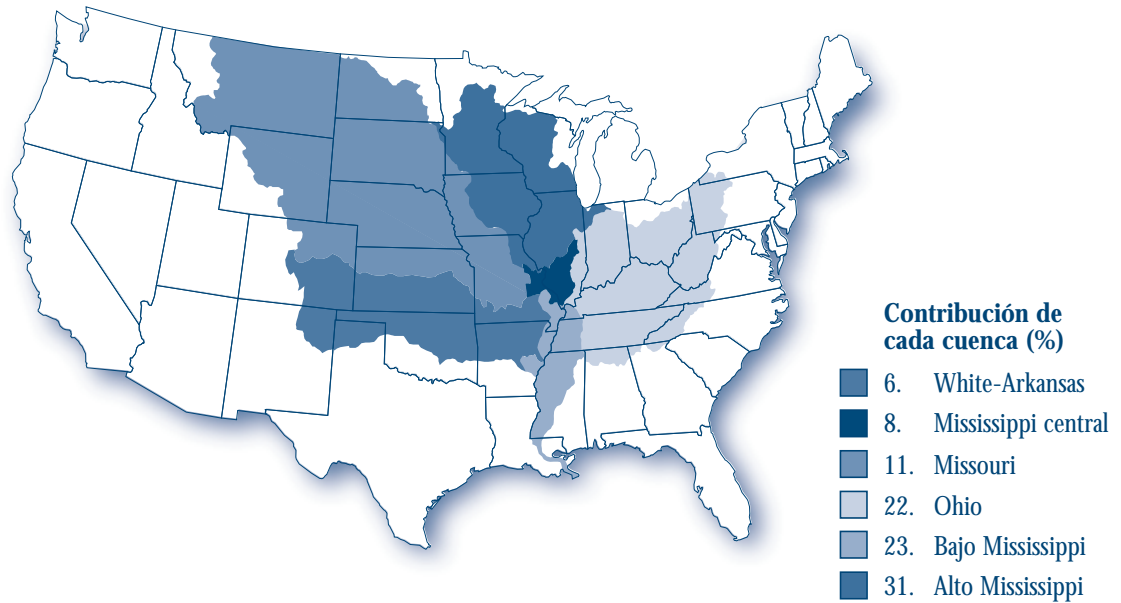 Contribución de
cada cuenca (%)
6. White-Arkansas
8. Mississippi central
11. Missouri
22. Ohio
23. Bajo Mississippi
31. Alto Mississippi